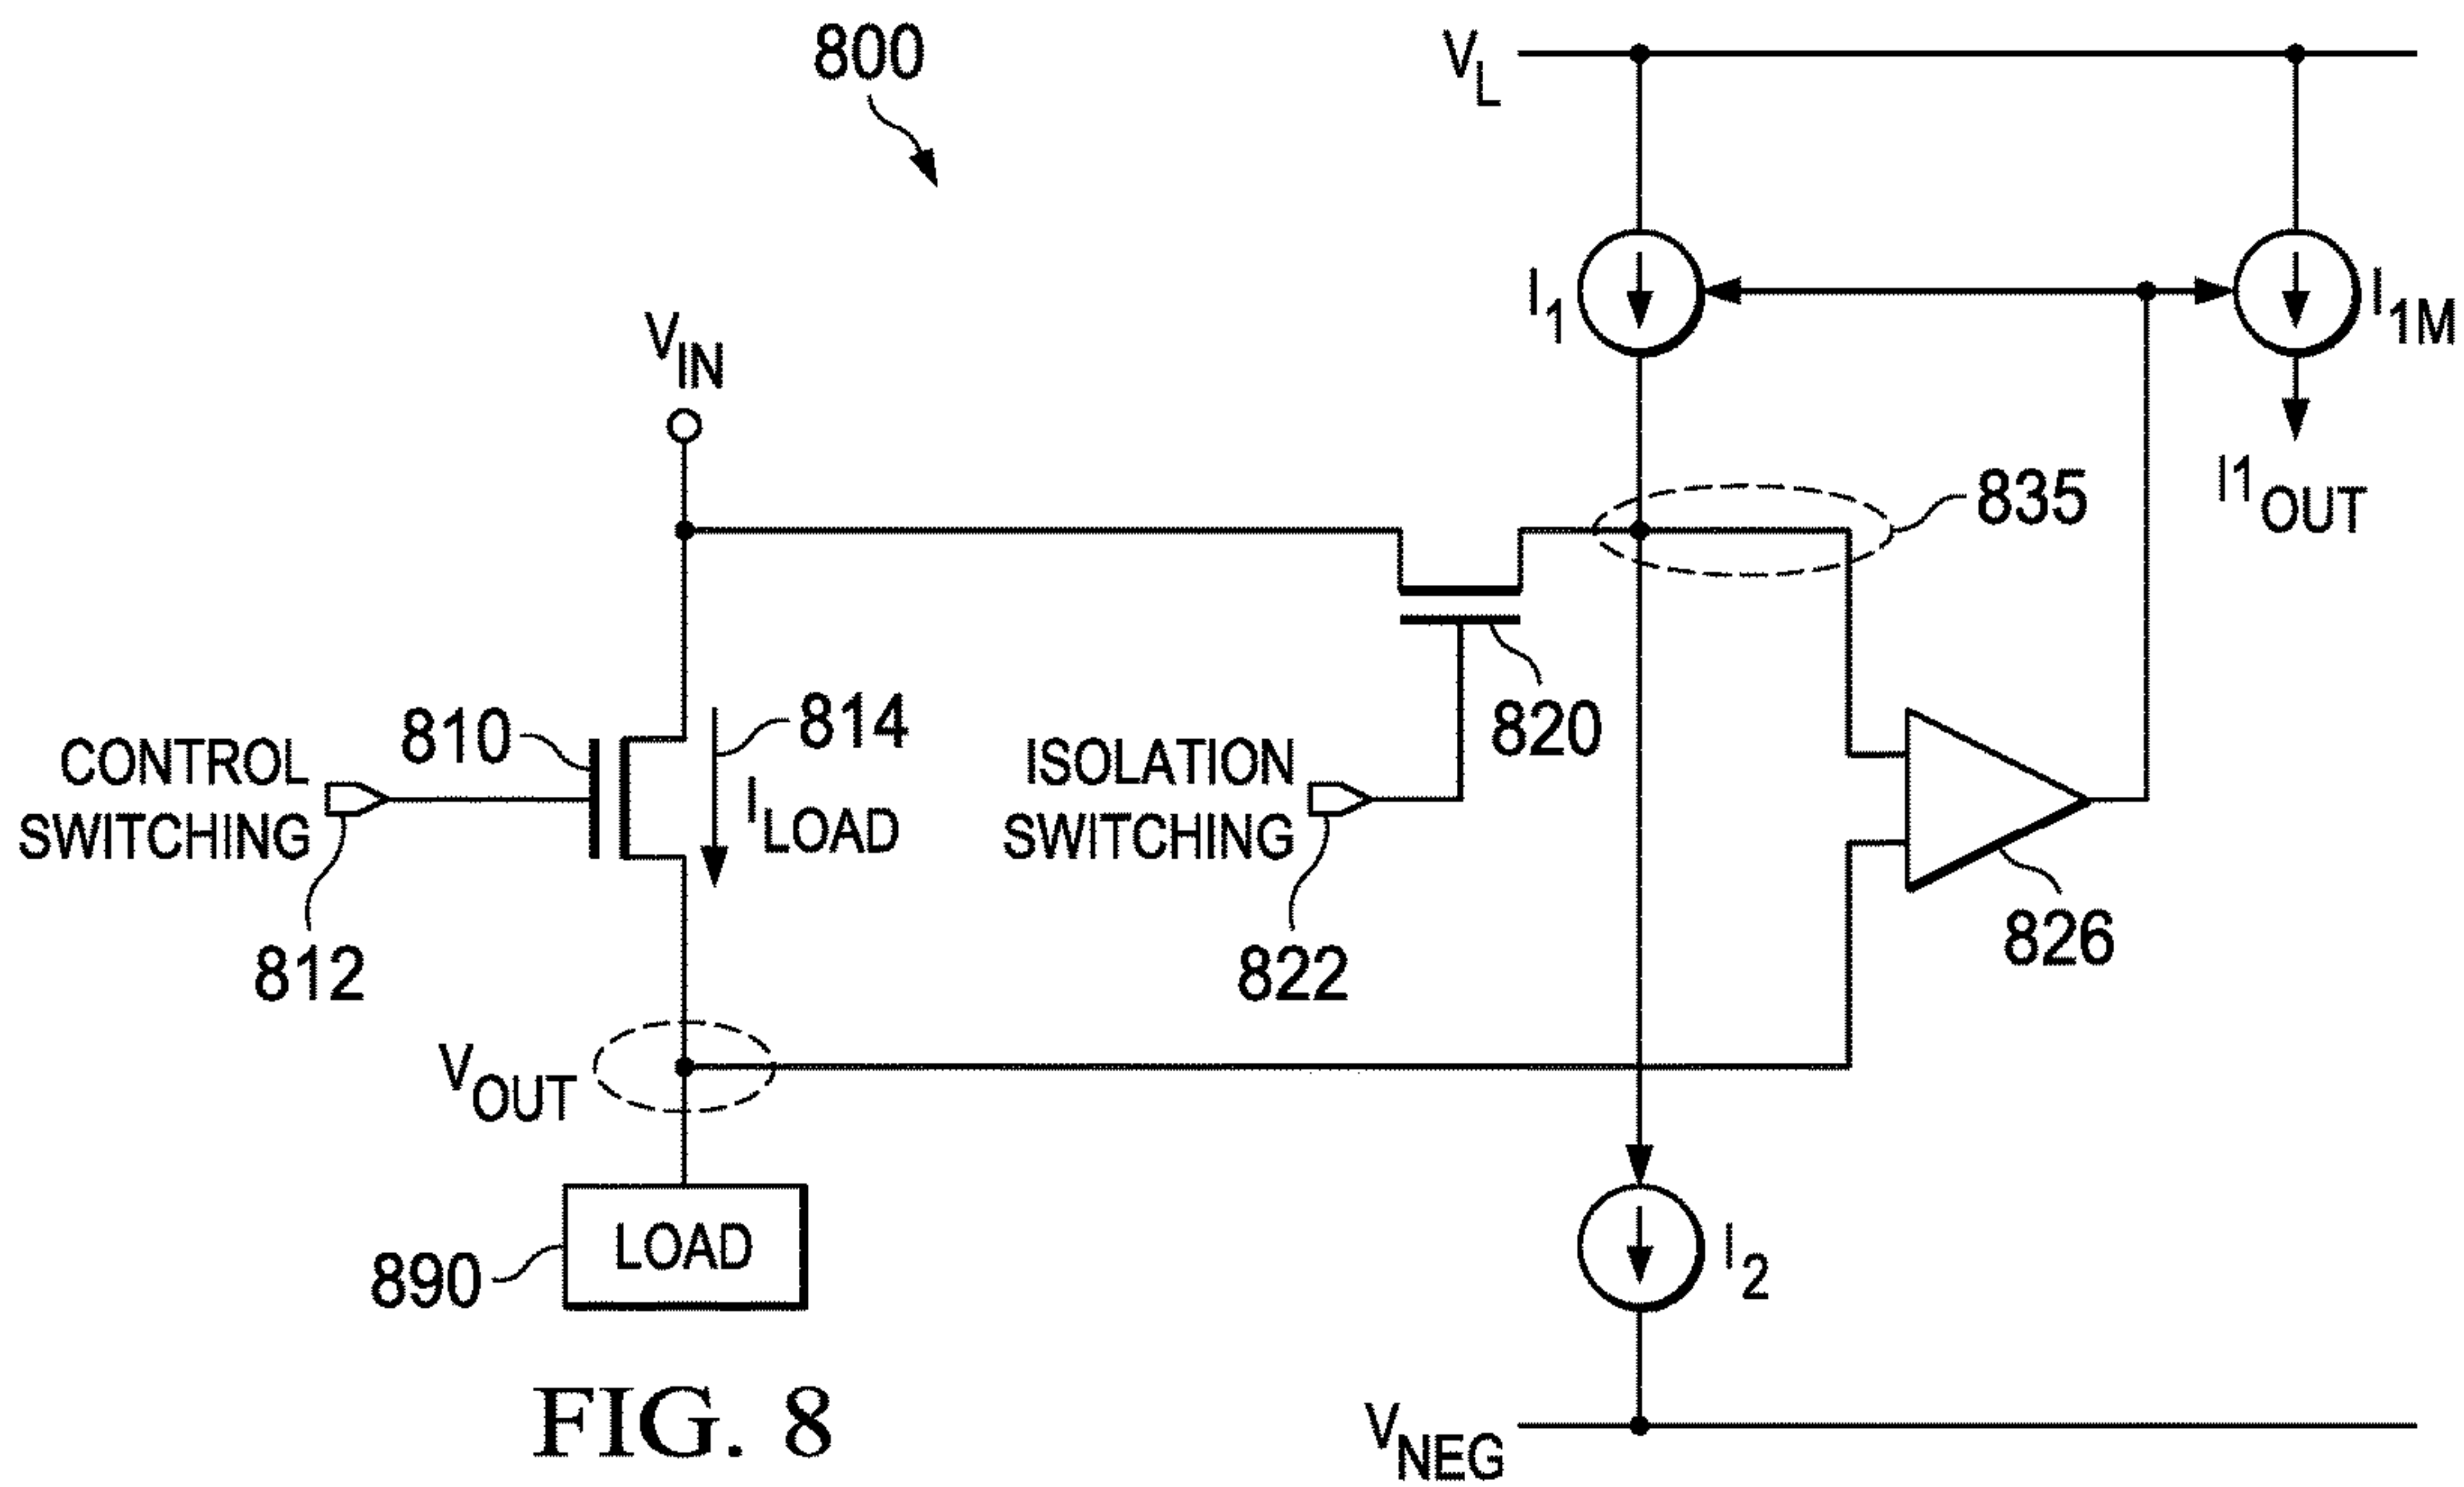 800
VL
I1
I1M
VIN
835
I1OUT
810
814
CONTROL
SWITCHING
ILOAD
ISOLATION
SWITCHING
820
812
822
826
VOUT
LOAD
890
I2
FIG. 8
VNEG